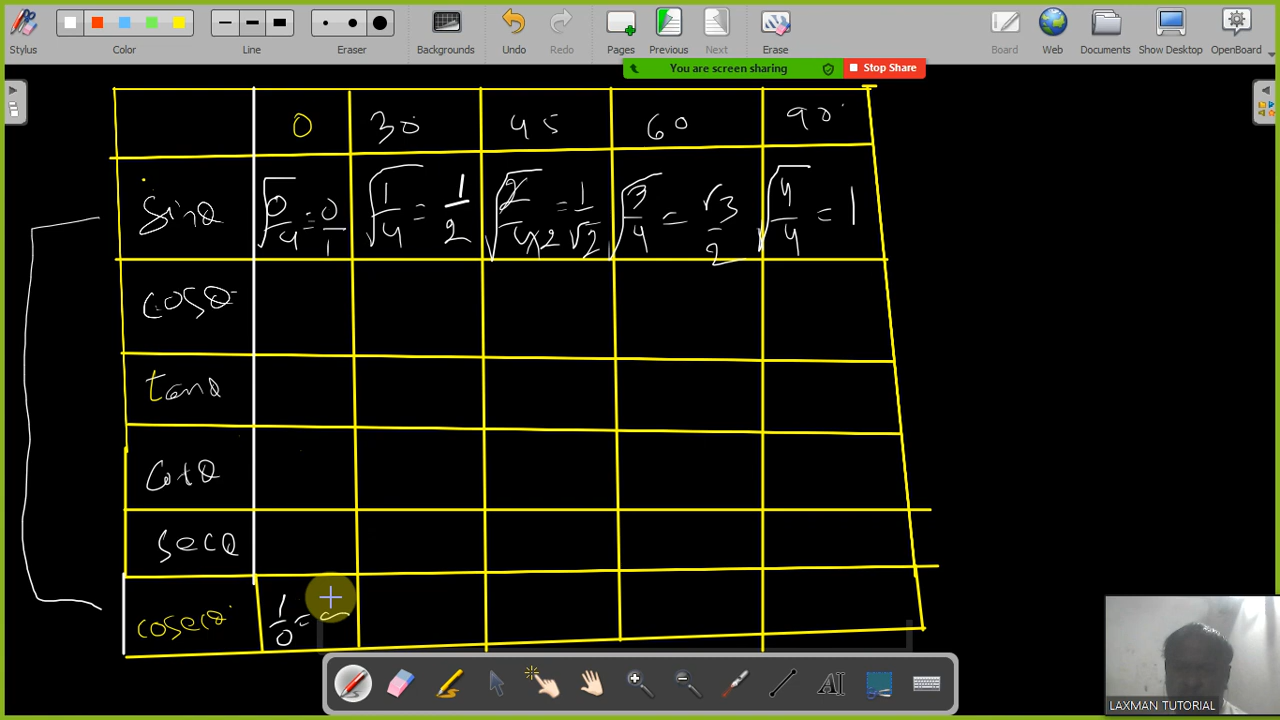 Stylus Color Line Eraser Backgrounds Undo Redo Pages Previous Next Erase Board Web Documents Show Desktop OpenBoard
You are screen sharing Stop Share
0 30 45 60 90°
sinθ √0/4 = 0/1 √1/4 = 1/2 √2/4×2 = 1/√2 √3/4 = √3/2 √4/4 = 1
cosθ
tanθ
cotθ
secθ
cosecθ 1/0 =
LAXMAN TUTORIAL